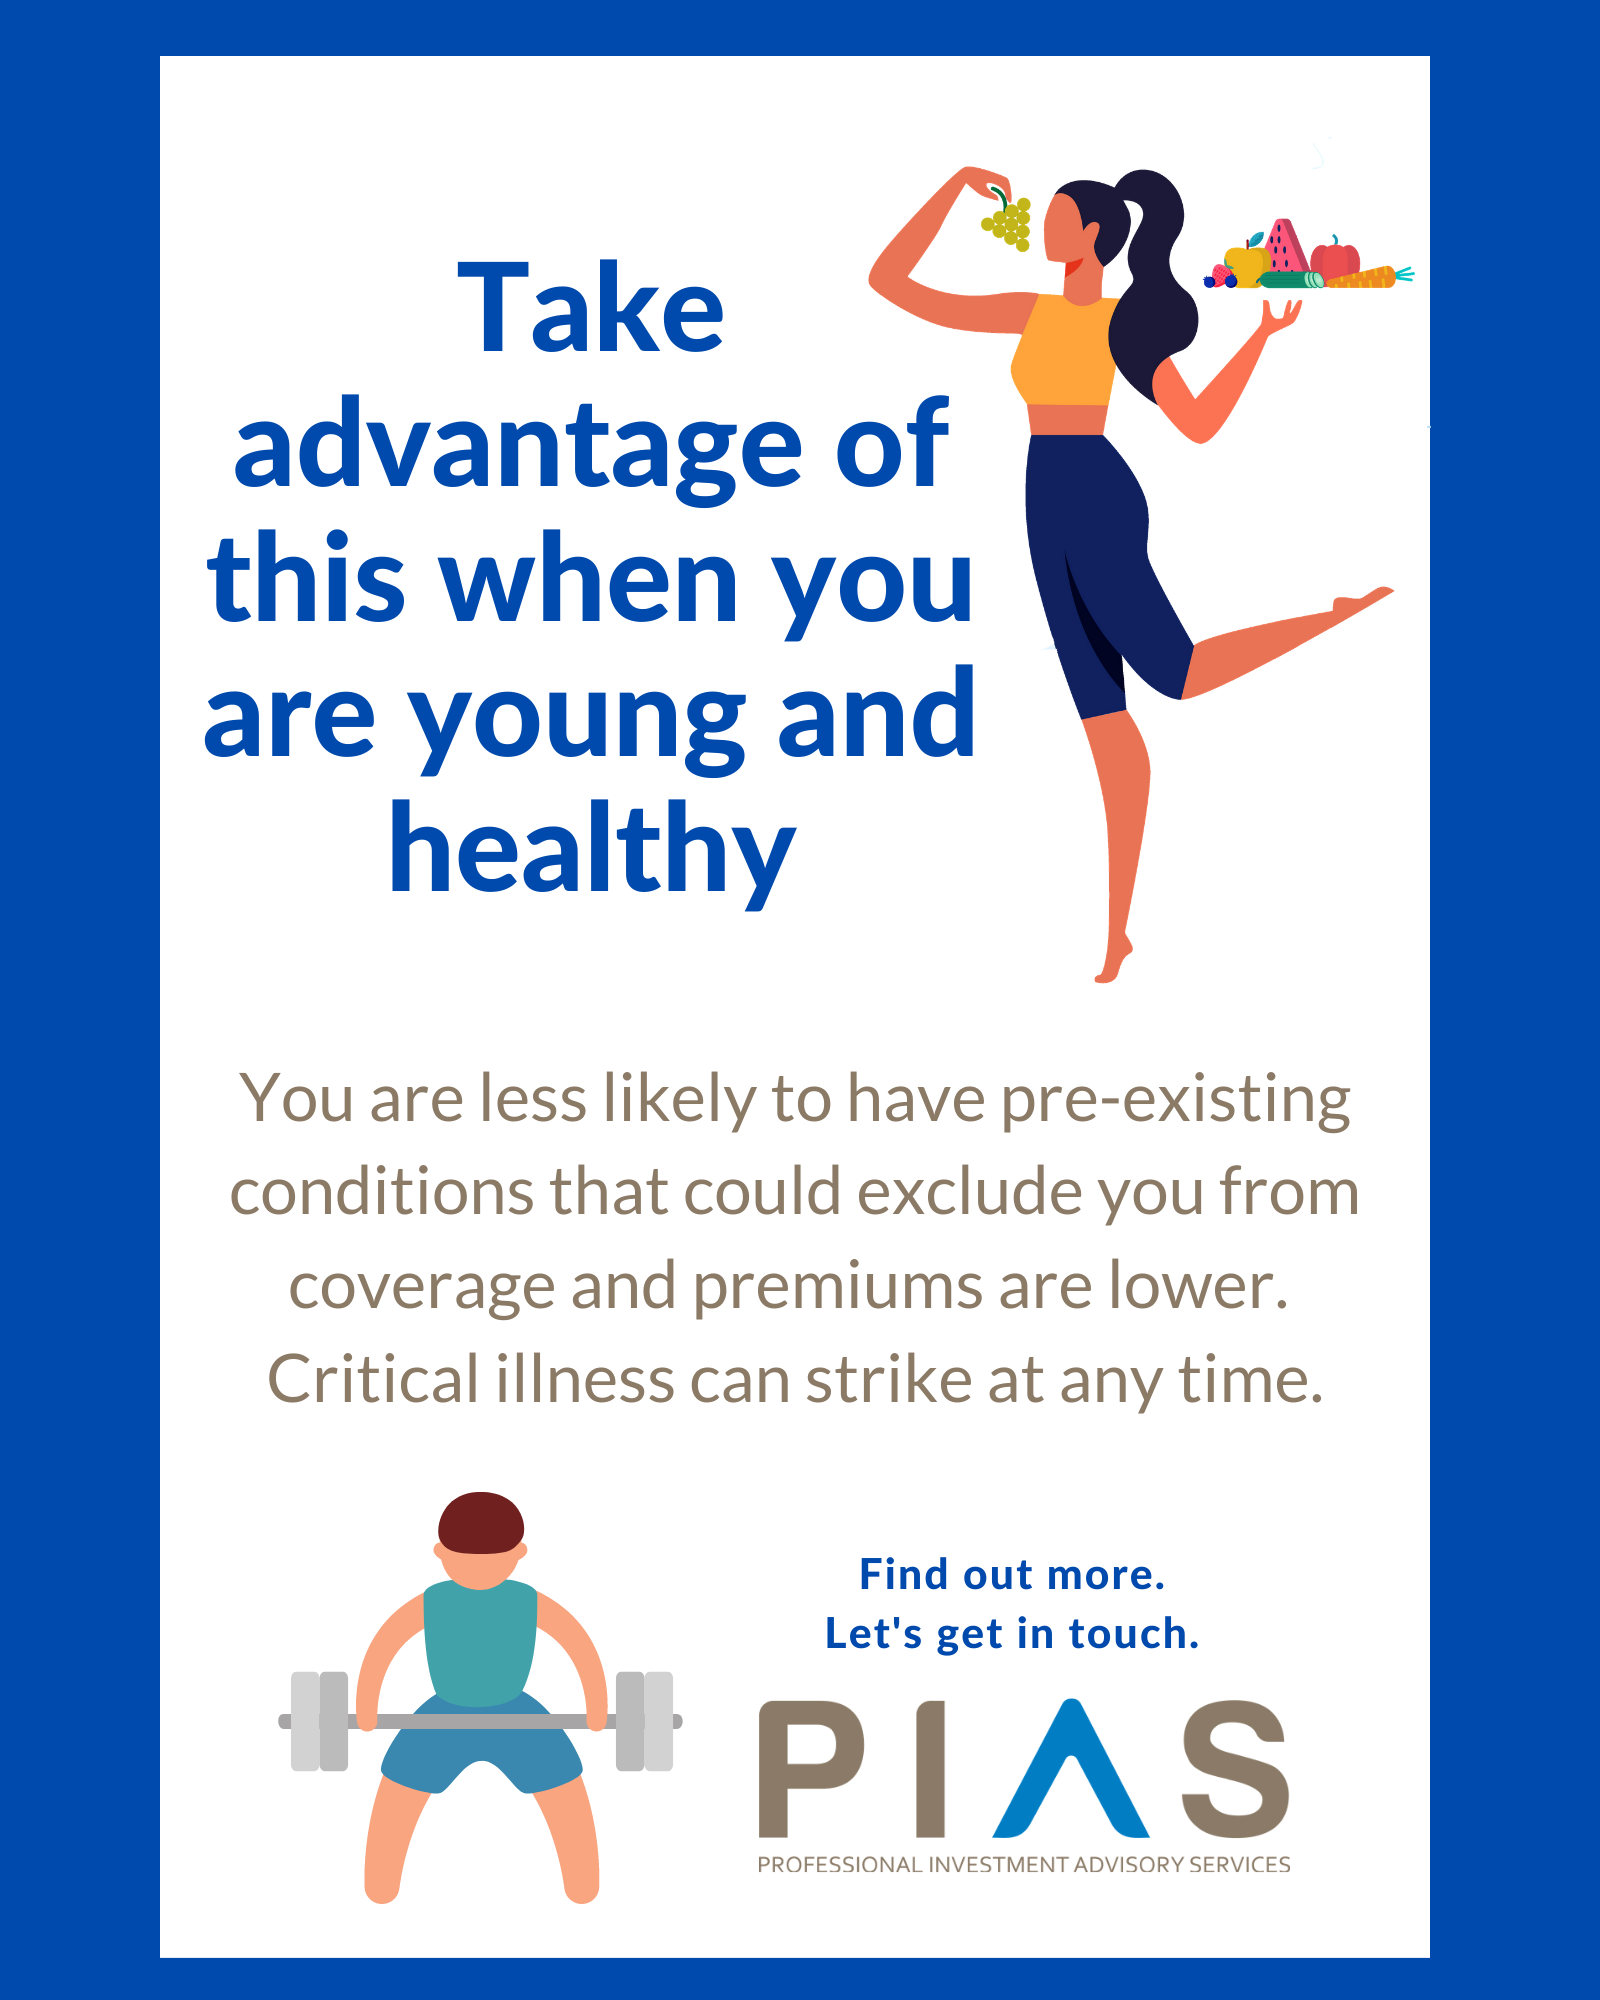 Take
advantage of
this when you
are young and
healthy
You are less likely to have pre-existing
conditions that could exclude you from
coverage and premiums are lower.
Critical illness can strike at any time.
Find out more.
Let's get in touch.
PIAS
PROFESSIONAL INVESTMENT ADVISORY SERVICES